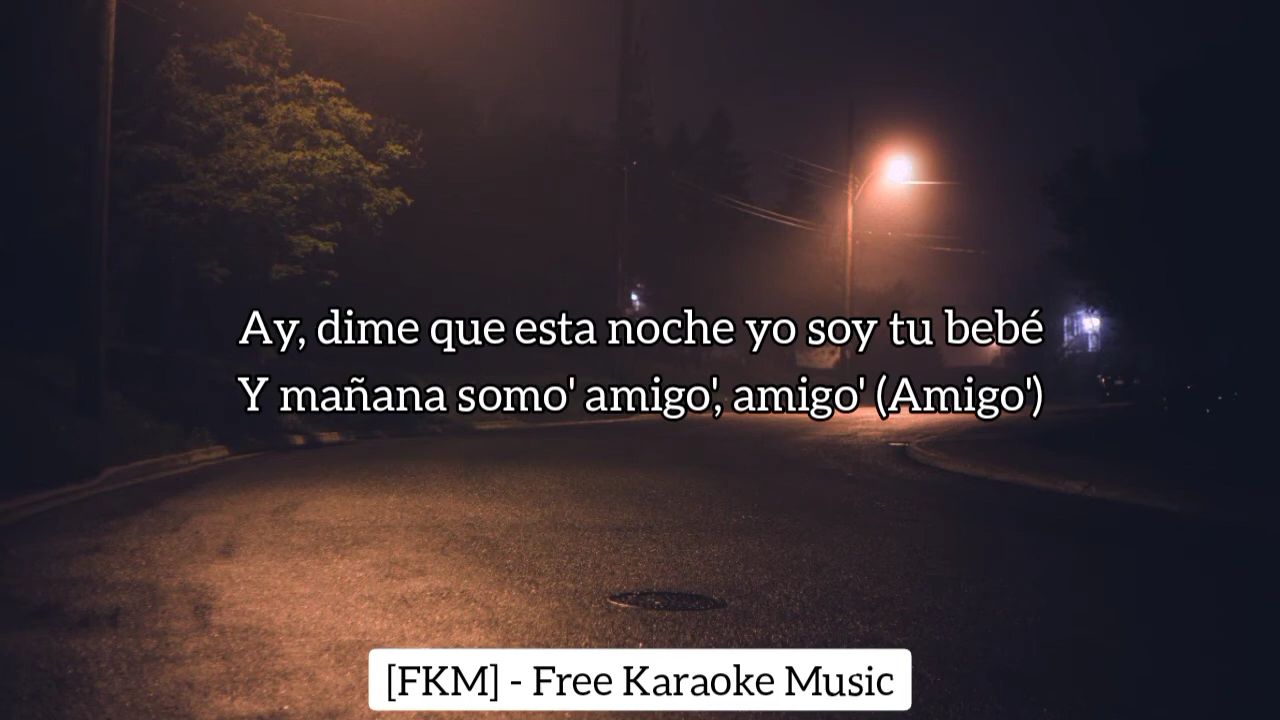 Ay, dime que esta noche yo soy tu bebé
Y mañana somo' amigo', amigo' (Amigo')
[FKM] - Free Karaoke Music